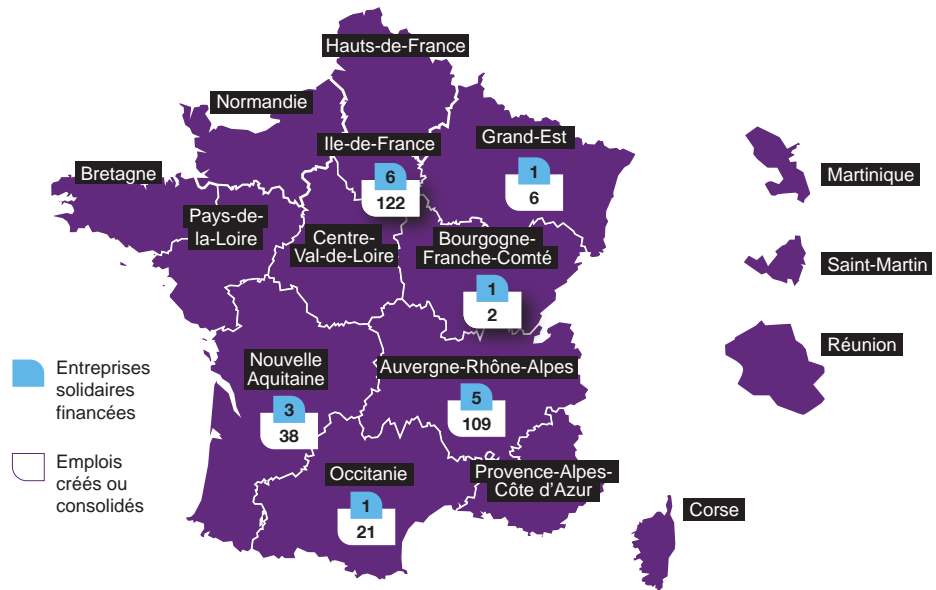 Hauts-de-France
Normandie
Ile-de-France
6
122
Grand-Est
1
6
Bretagne
Pays-de-
la-Loire
Centre-
Val-de-Loire
Bourgogne-
Franche-Comté
1
2
Martinique
Saint-Martin
Réunion
Entreprises
solidaires
financées
Emplois
créés ou
consolidés
Nouvelle
Aquitaine
3
38
Auvergne-Rhône-Alpes
5
109
Occitanie
1
21
Provence-Alpes-
Côte d'Azur
Corse